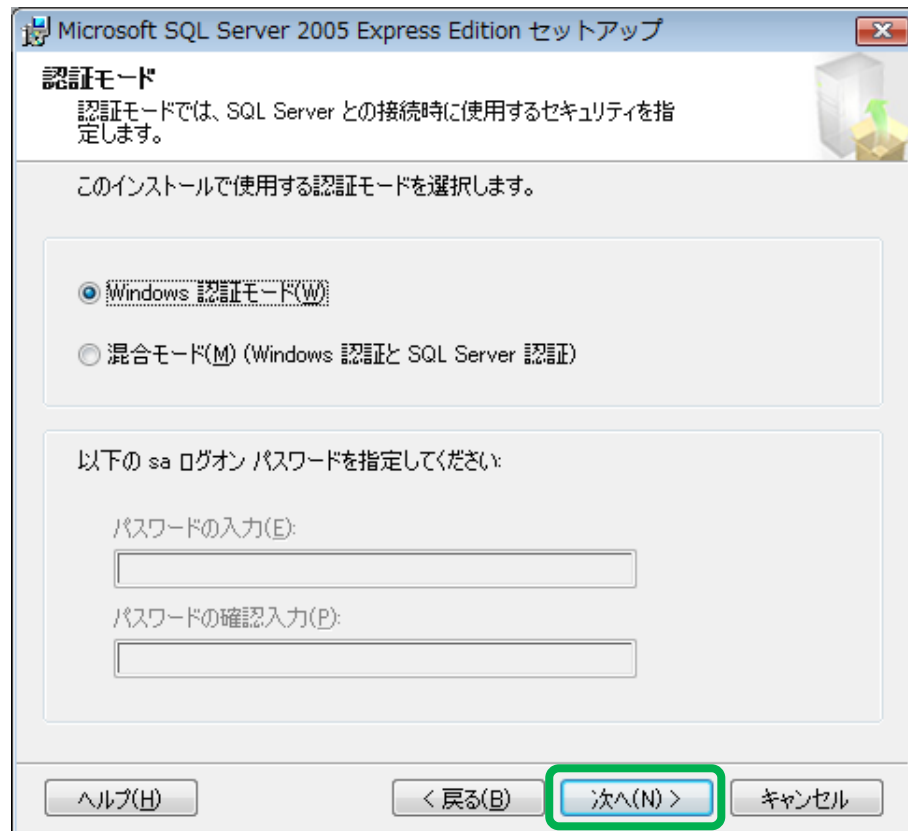 Microsoft SQL Server 2005 Express Edition セットアップ
認証モード
認証モードでは、SQL Server との接続時に使用するセキュリティを指
定します。
このインストールで使用する認証モードを選択します。
Windows 認証モード(W)
混合モード(M) (Windows 認証と SQL Server 認証)
以下の sa ログオン パスワードを指定してください:
パスワードの入力(E):
パスワードの確認入力(P):
ヘルプ(H)
< 戻る(B)
次へ(N) >
キャンセル